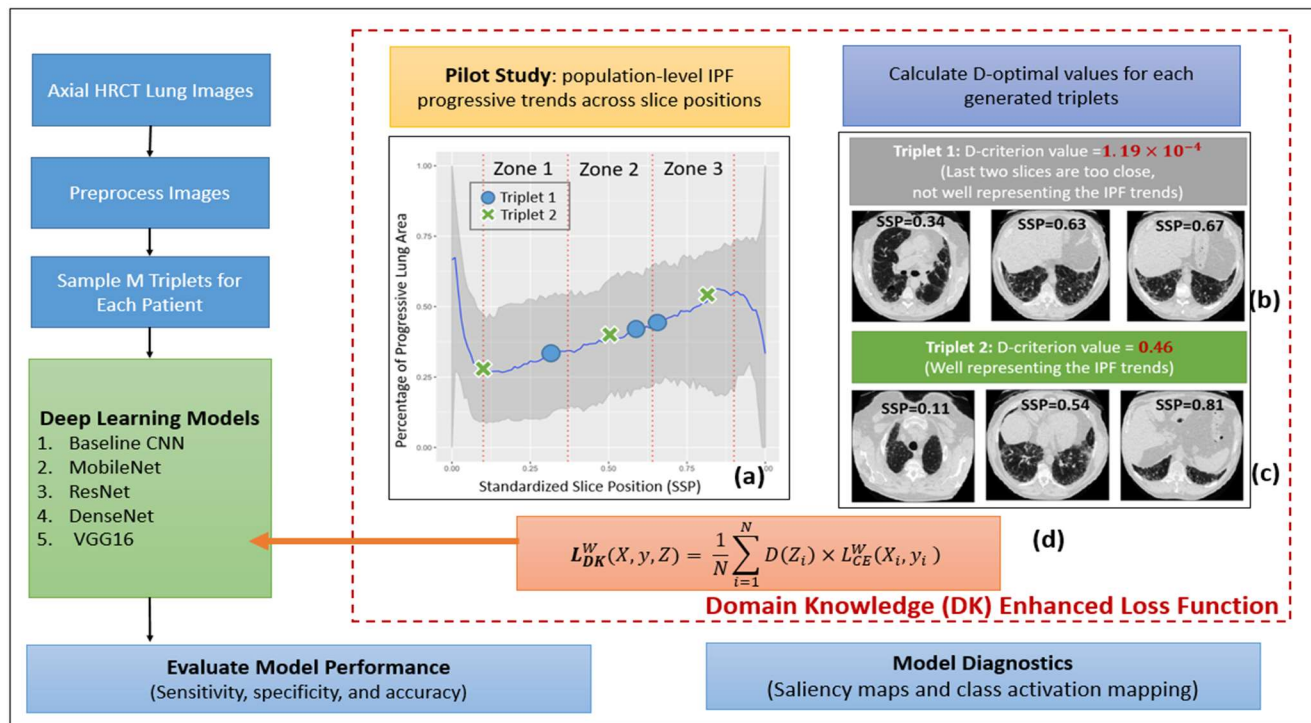 Axial HRCT Lung Images
Preprocess Images
Sample M Triplets for
Each Patient
Deep Learning Models
1. Baseline CNN
2. MobileNet
3. ResNet
4. DenseNet
5. VGG16
Pilot Study: population-level IPF
progressive trends across slice positions
Zone 1 Zone 2 Zone 3
Triplet 1
Triplet 2
Percentage of Progressive Lung Area
1.00
0.75
0.50
0.25
0.00
0.00 0.25 0.50 0.75 1.00
Standardized Slice Position (SSP)
(a)
Calculate D-optimal values for each
generated triplets
Triplet 1: D-criterion value = 1.19 × 10⁻⁴
(Last two slices are too close,
not well representing the IPF trends)
SSP=0.34 SSP=0.63 SSP=0.67
(b)
Triplet 2: D-criterion value = 0.46
(Well representing the IPF trends)
SSP=0.11 SSP=0.54 SSP=0.81
(c)
(d)
L_{DK}^{W}(X, y, Z) = \frac{1}{N} \sum_{i=1}^{N} D(Z_i) × L_{CE}^{W}(X_i, y_i )
Domain Knowledge (DK) Enhanced Loss Function
Evaluate Model Performance
(Sensitivity, specificity, and accuracy)
Model Diagnostics
(Saliency maps and class activation mapping)